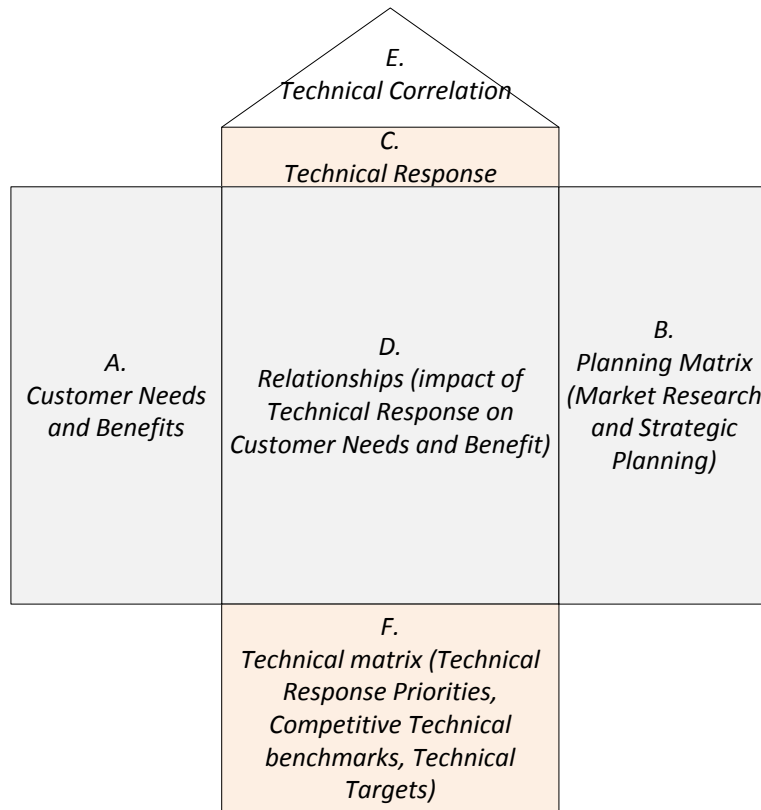 E.
Technical Correlation
C.
Technical Response
A.
Customer Needs
and Benefits
D.
Relationships (impact of
Technical Response on
Customer Needs and Benefit)
B.
Planning Matrix
(Market Research
and Strategic
Planning)
F.
Technical matrix (Technical
Response Priorities,
Competitive Technical
benchmarks, Technical
Targets)